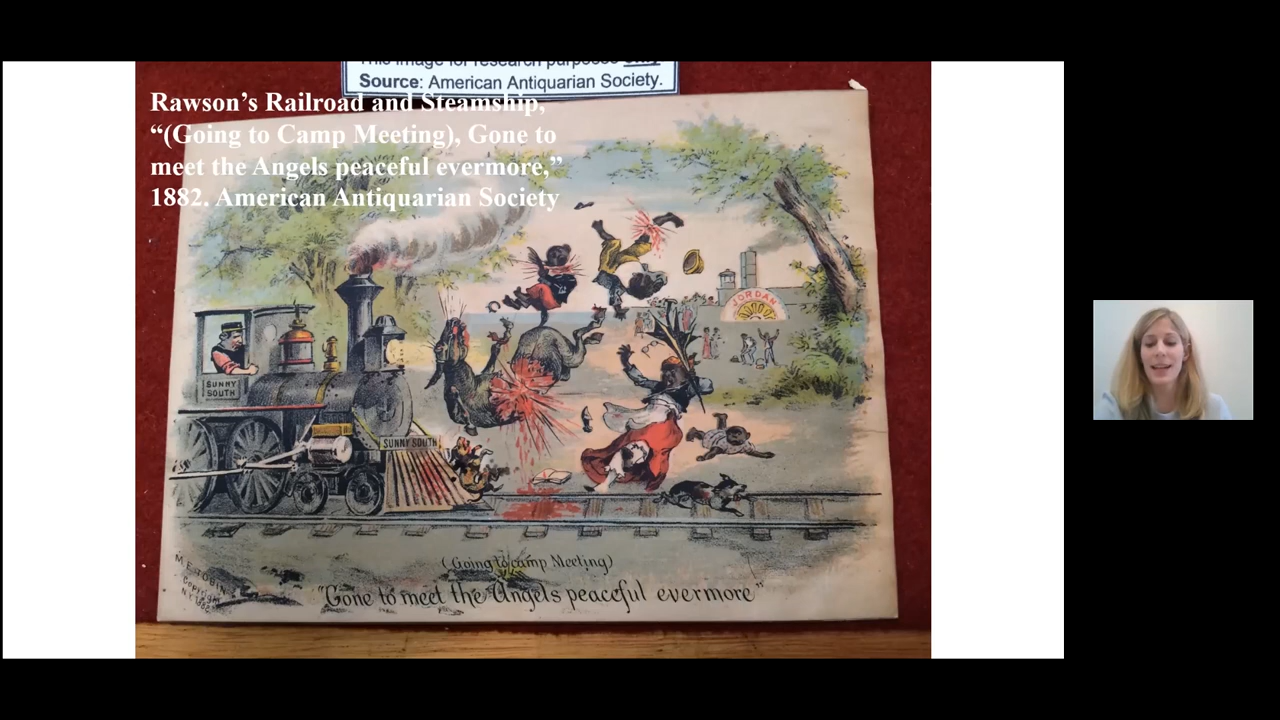 This image for research purposes only
Source: American Antiquarian Society.
Rawson's Railroad and Steamship,
“(Going to Camp Meeting), Gone to
meet the Angels peaceful evermore,”
1882. American Antiquarian Society
JORDAN
SUNNY
SOUTH
SUNNY SOUTH
(Going to camp Meeting)
"Gone to meet the Angels peaceful evermore"
M.F. TOBIN
Copyright
N.Y.